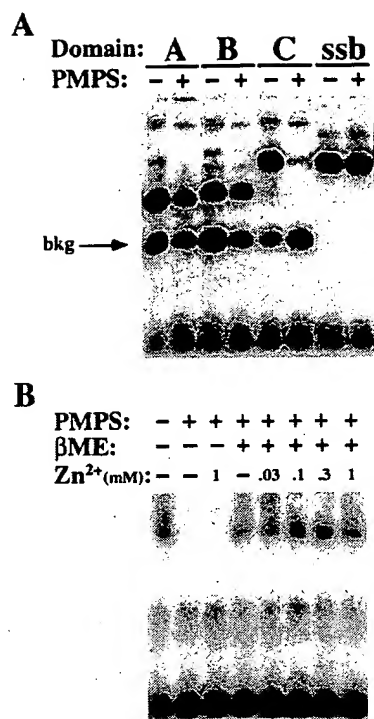 A
Domain: A B C ssb
PMPS: - + - + - + - +
bkg
B
PMPS: - + + + + + + +
βME: - - - + + + + +
Zn²⁺(mM): - - 1 - .03 .1 .3 1